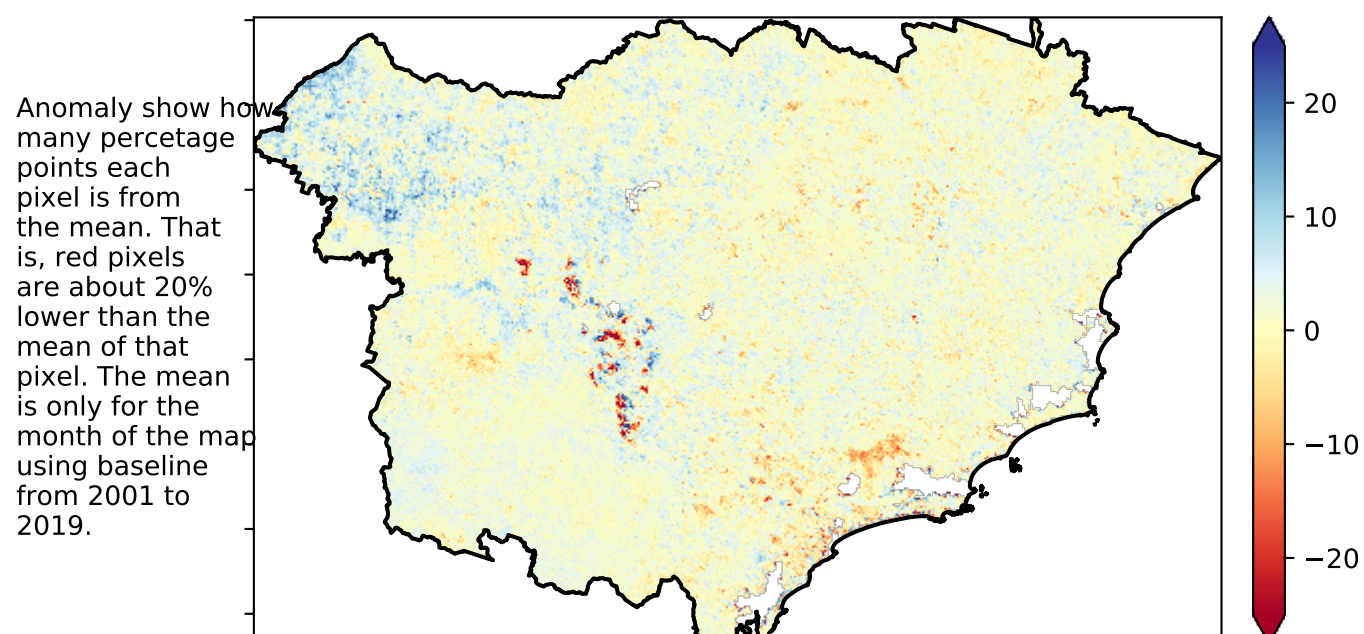 Anomaly show how
many percetage
points each
pixel is from
the mean. That
is, red pixels
are about 20%
lower than the
mean of that
pixel. The mean
is only for the
month of the map
using baseline
from 2001 to
2019.
20
10
0
−10
−20